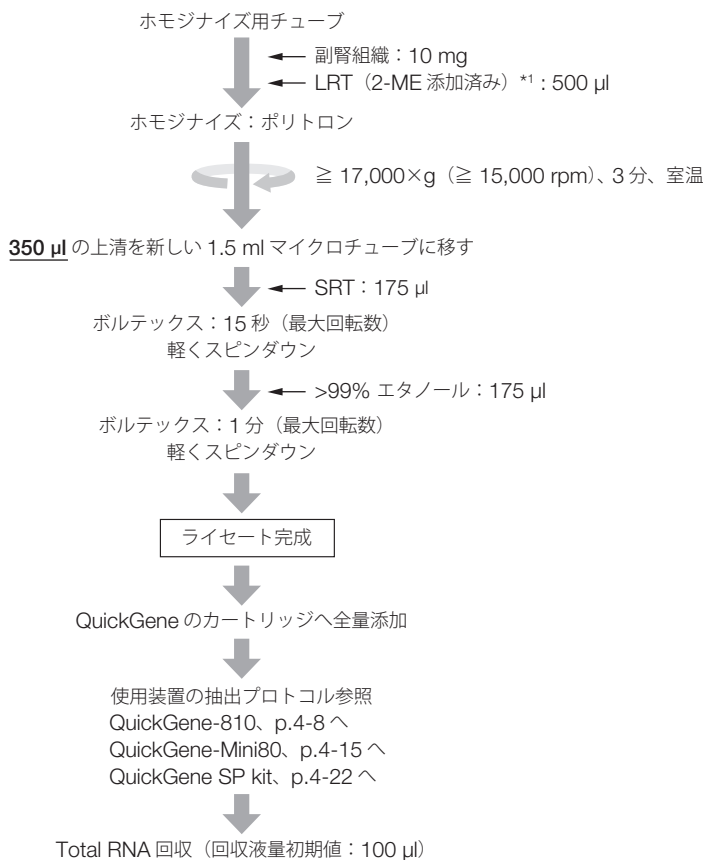 ホモジナイズ用チューブ
副腎組織：10 mg
LRT（2-ME 添加済み）*1 : 500 µl
ホモジナイズ：ポリトロン
≧ 17,000×g（≧ 15,000 rpm）、3 分、室温
350 µl の上清を新しい 1.5 ml マイクロチューブに移す
SRT：175 µl
ボルテックス：15 秒（最大回転数）
軽くスピンダウン
>99% エタノール：175 µl
ボルテックス：1 分（最大回転数）
軽くスピンダウン
ライセート完成
QuickGene のカートリッジへ全量添加
使用装置の抽出プロトコル参照
QuickGene-810、p.4-8 へ
QuickGene-Mini80、p.4-15 へ
QuickGene SP kit、p.4-22 へ
Total RNA 回収（回収液量初期値：100 µl）